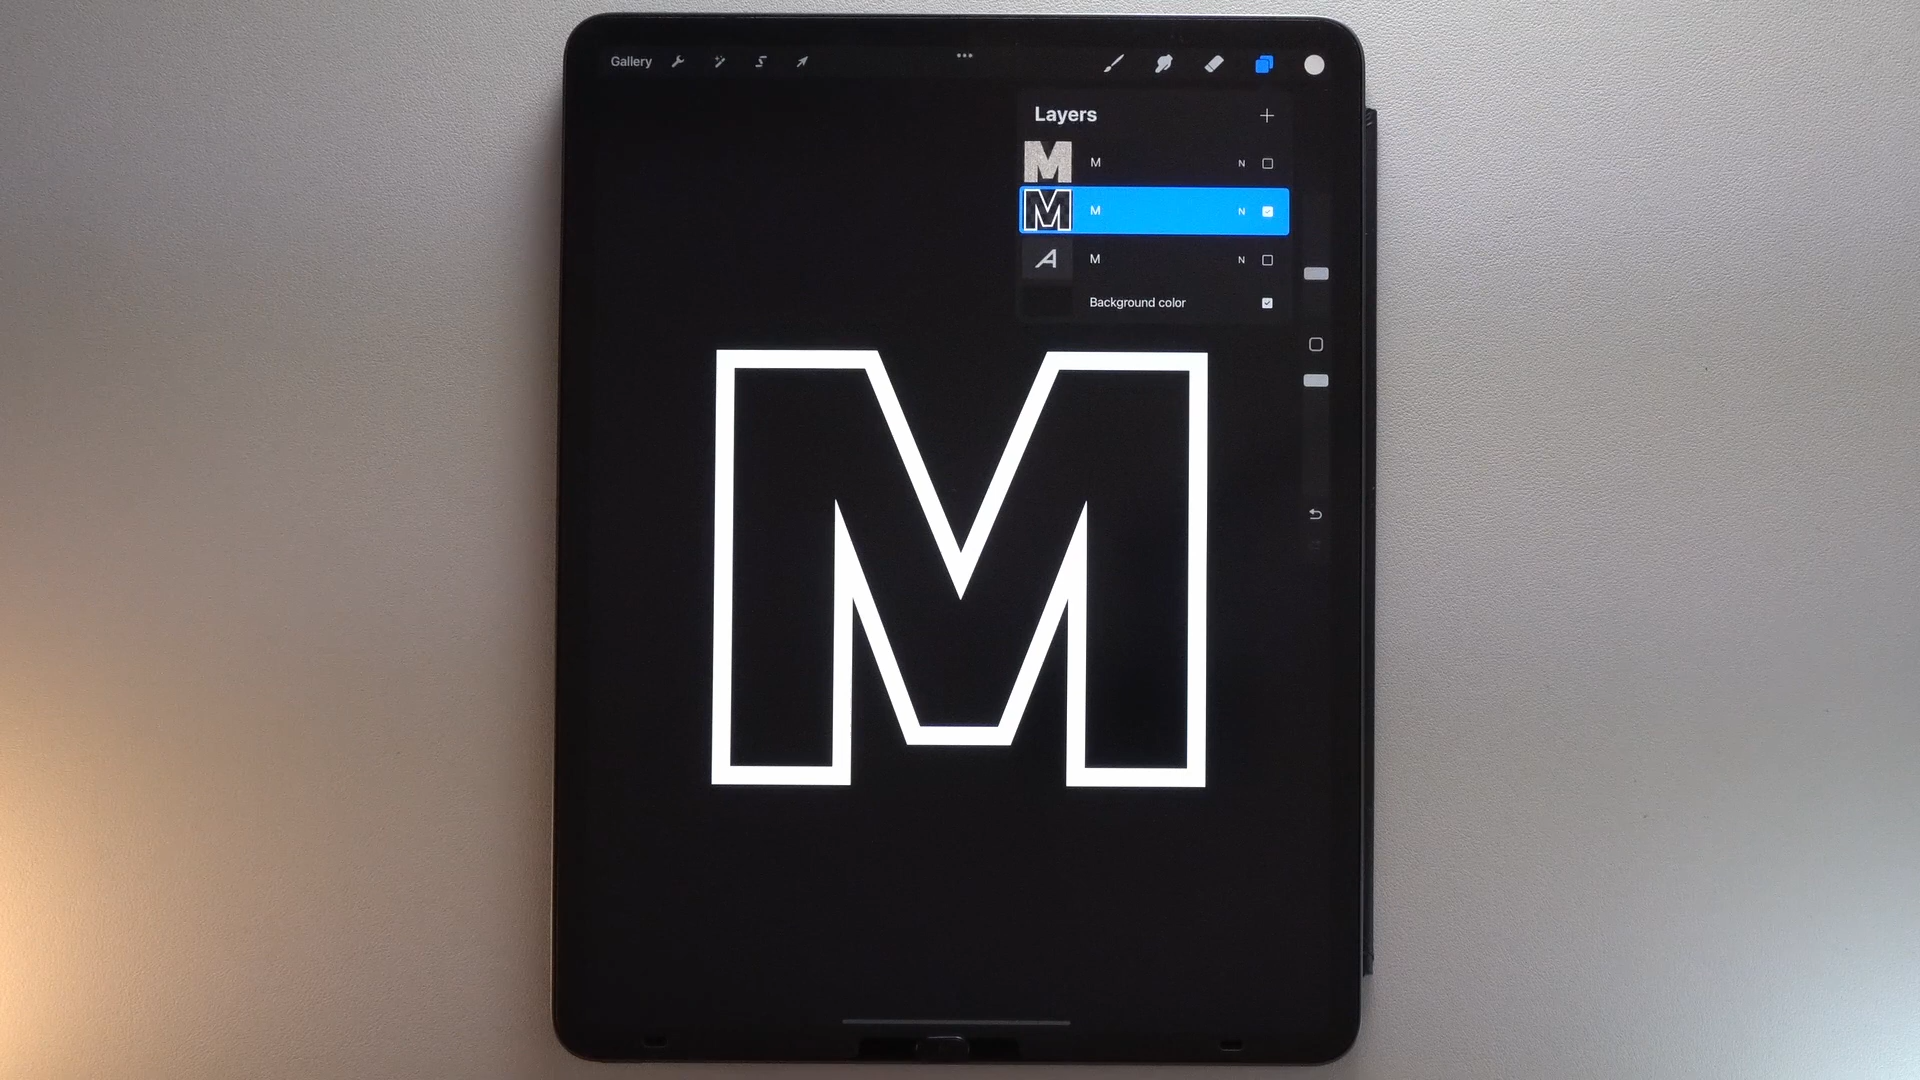 Gallery
Layers
M N
M N
A M N
Background color
M